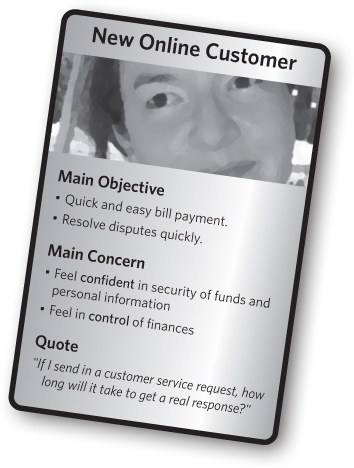 New Online Customer
Main Objective
• Quick and easy bill payment.
• Resolve disputes quickly.
Main Concern
• Feel confident in security of funds and
personal information
• Feel in control of finances
Quote
"If I send in a customer service request, how
long will it take to get a real response?"